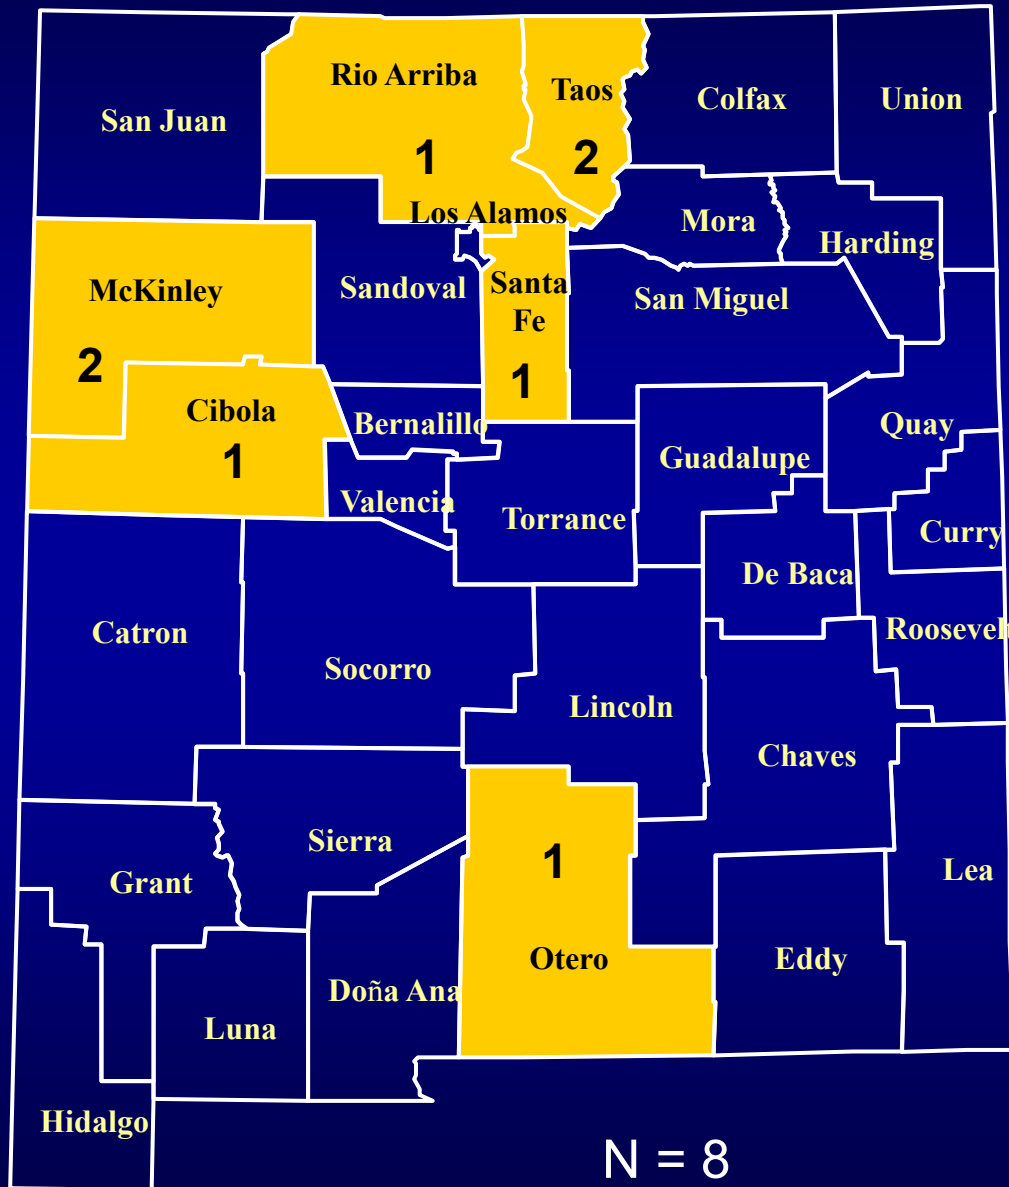 Rio Arriba
1
Taos
2
Colfax
Union
San Juan
Los Alamos
Mora
Harding
McKinley
2
Sandoval
Santa
Fe
1
San Miguel
Cibola
1
Bernalillo
Quay
Guadalupe
Valencia
Torrance
Curry
De Baca
Catron
Roosevelt
Socorro
Lincoln
Chaves
Sierra
1
Lea
Grant
Otero
Eddy
Doña Ana
Luna
Hidalgo
N = 8